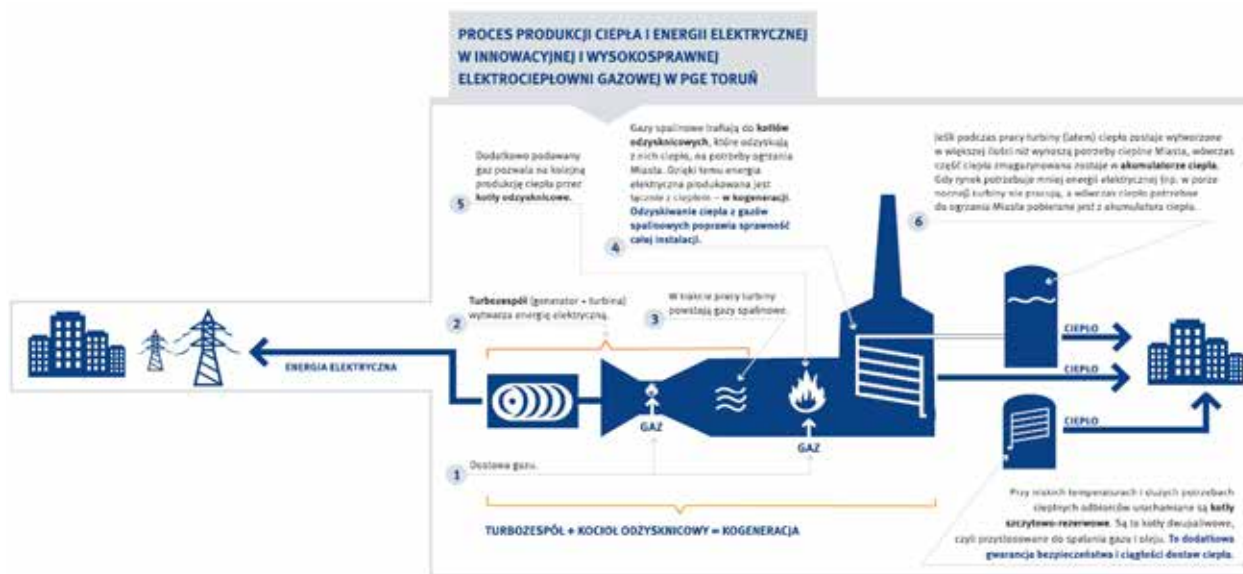 PROCES PRODUKCJI CIEPŁA I ENERGII ELEKTRYCZNEJ
W INNOWACYJNEJ I WYSOKOSPRAWNEJ
ELEKTROCIEPŁOWNI GAZOWEJ W PGE TORUŃ
Dodatkowo podawany
gaz pozwala na kolejną
produkcję ciepła przez
kotły odzysknicowe.
5
Gazy spalinowe trafiają do kotłów
odzysknicowych, które odzyskują
z nich ciepło, na potrzeby ogrzania
Miasta. Dzięki temu energia
elektryczna produkowana jest
łącznie z ciepłem – w kogeneracji.
Odzyskiwanie ciepła z gazów
spalinowych poprawia sprawność
całej instalacji.
4
Jeśli podczas pracy turbiny (latem) ciepło zostaje wytworzone
w większej ilości niż wynoszą potrzeby cieplne Miasta, wówczas
część ciepła zmagazynowana zostaje w akumulatorze ciepła.
Gdy rynek potrzebuje mniej energii elektrycznej (np. w porze
nocnej) turbiny nie pracują, a wówczas ciepło potrzebne
do ogrzania Miasta pobierane jest z akumulatora ciepła.
6
Turbozespół (generator + turbina)
wytwarza energię elektryczną.
2
W trakcie pracy turbiny
powstają gazy spalinowe.
3
ENERGIA ELEKTRYCZNA
GAZ
GAZ
CIEPŁO
CIEPŁO
CIEPŁO
1
Dostawa gazu.
TURBOZESPÓŁ + KOCIOŁ ODZYSKNICOWY = KOGENERACJA
Przy niskich temperaturach i dużych potrzebach
cieplnych odbiorców uruchamiane są kotły
szczytowo-rezerwowe. Są to kotły dwupaliwowe,
czyli przystosowane do spalania gazu i oleju. To dodatkowa
gwarancja bezpieczeństwa i ciągłości dostaw ciepła.